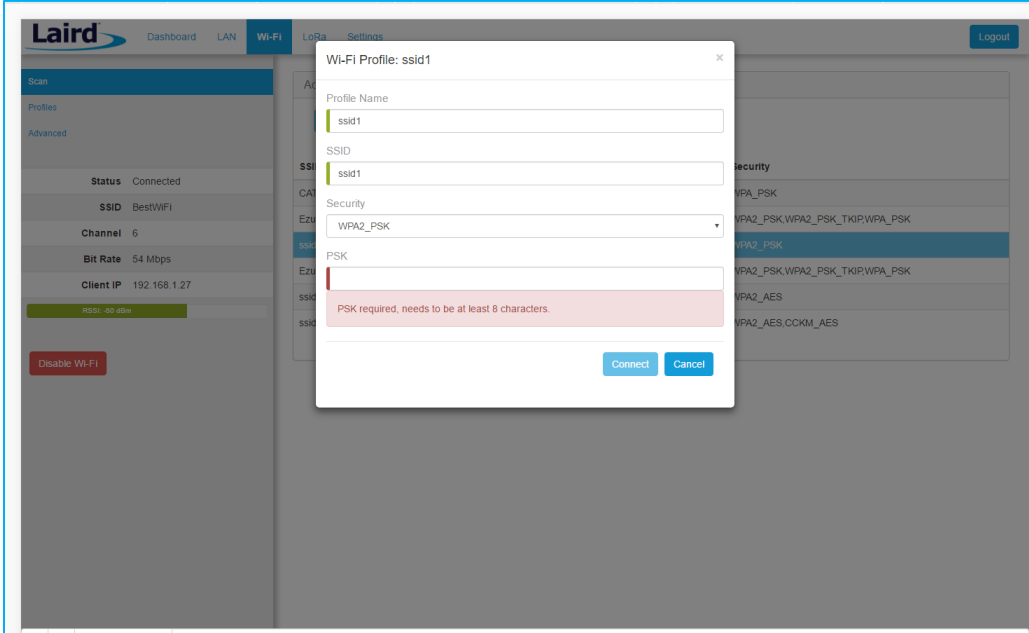 Laird
Dashboard LAN Wi-Fi LoRa Settings Logout
Scan
Profiles
Advanced
Status Connected
SSID BestWiFi
Channel 6
Bit Rate 54 Mbps
Client IP 192.168.1.27
RSSI: -50 dBm
Disable Wi-Fi
Wi-Fi Profile: ssid1 ×
Profile Name
ssid1
SSID
ssid1
Security
WPA2_PSK
PSK
PSK required, needs to be at least 8 characters.
Connect Cancel
Security
WPA_PSK
WPA2_PSK,WPA2_PSK_TKIP,WPA_PSK
WPA2_PSK
WPA2_PSK,WPA2_PSK_TKIP,WPA_PSK
WPA2_AES
WPA2_AES,CCKM_AES